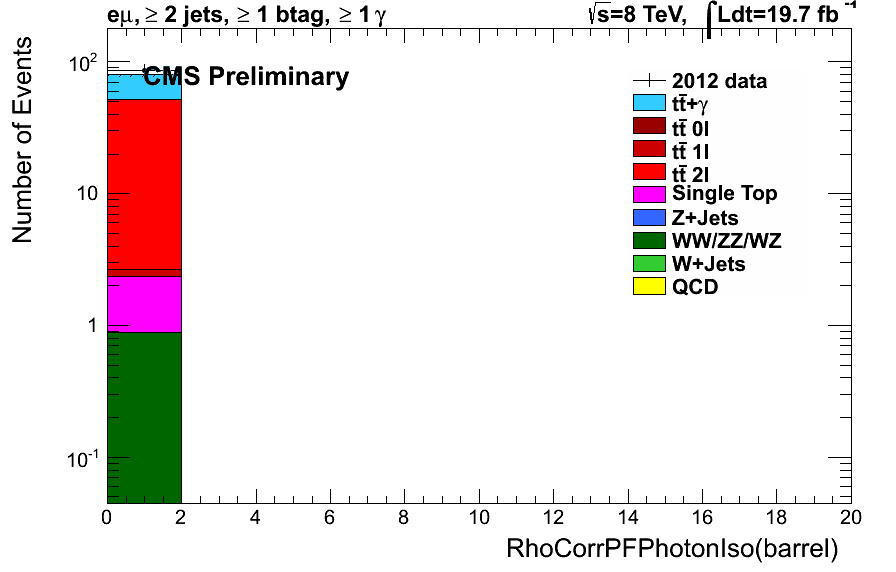 eμ, ≥ 2 jets, ≥ 1 btag, ≥ 1 γ
√s=8 TeV, ∫Ldt=19.7 fb⁻¹
CMS Preliminary
2012 data
tt̄+γ
tt̄ 0l
tt̄ 1l
tt̄ 2l
Single Top
Z+Jets
WW/ZZ/WZ
W+Jets
QCD
Number of Events
10²
10
1
10⁻¹
0 2 4 6 8 10 12 14 16 18 20
RhoCorrPFPhotonIso(barrel)